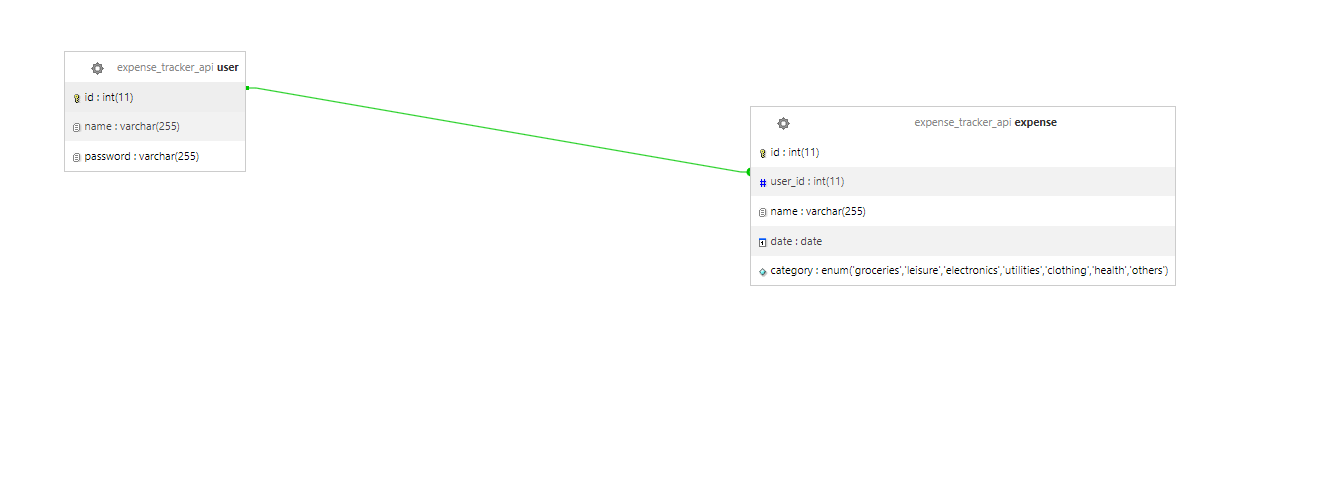 expense_tracker_api user
id : int(11)
name : varchar(255)
password : varchar(255)
expense_tracker_api expense
id : int(11)
user_id : int(11)
name : varchar(255)
date : date
category : enum('groceries','leisure','electronics','utilities','clothing','health','others')